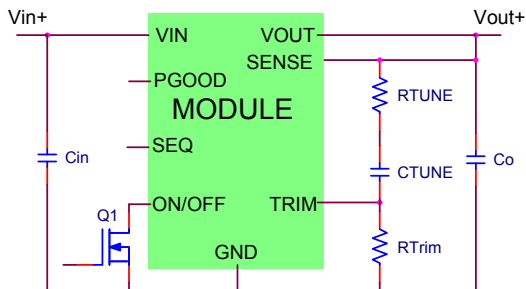 Vin+
Vout+
VIN
VOUT
SENSE
PGOOD
RTUNE
MODULE
SEQ
Cin
CTUNE
Co
Q1
ON/OFF
TRIM
RTrim
GND